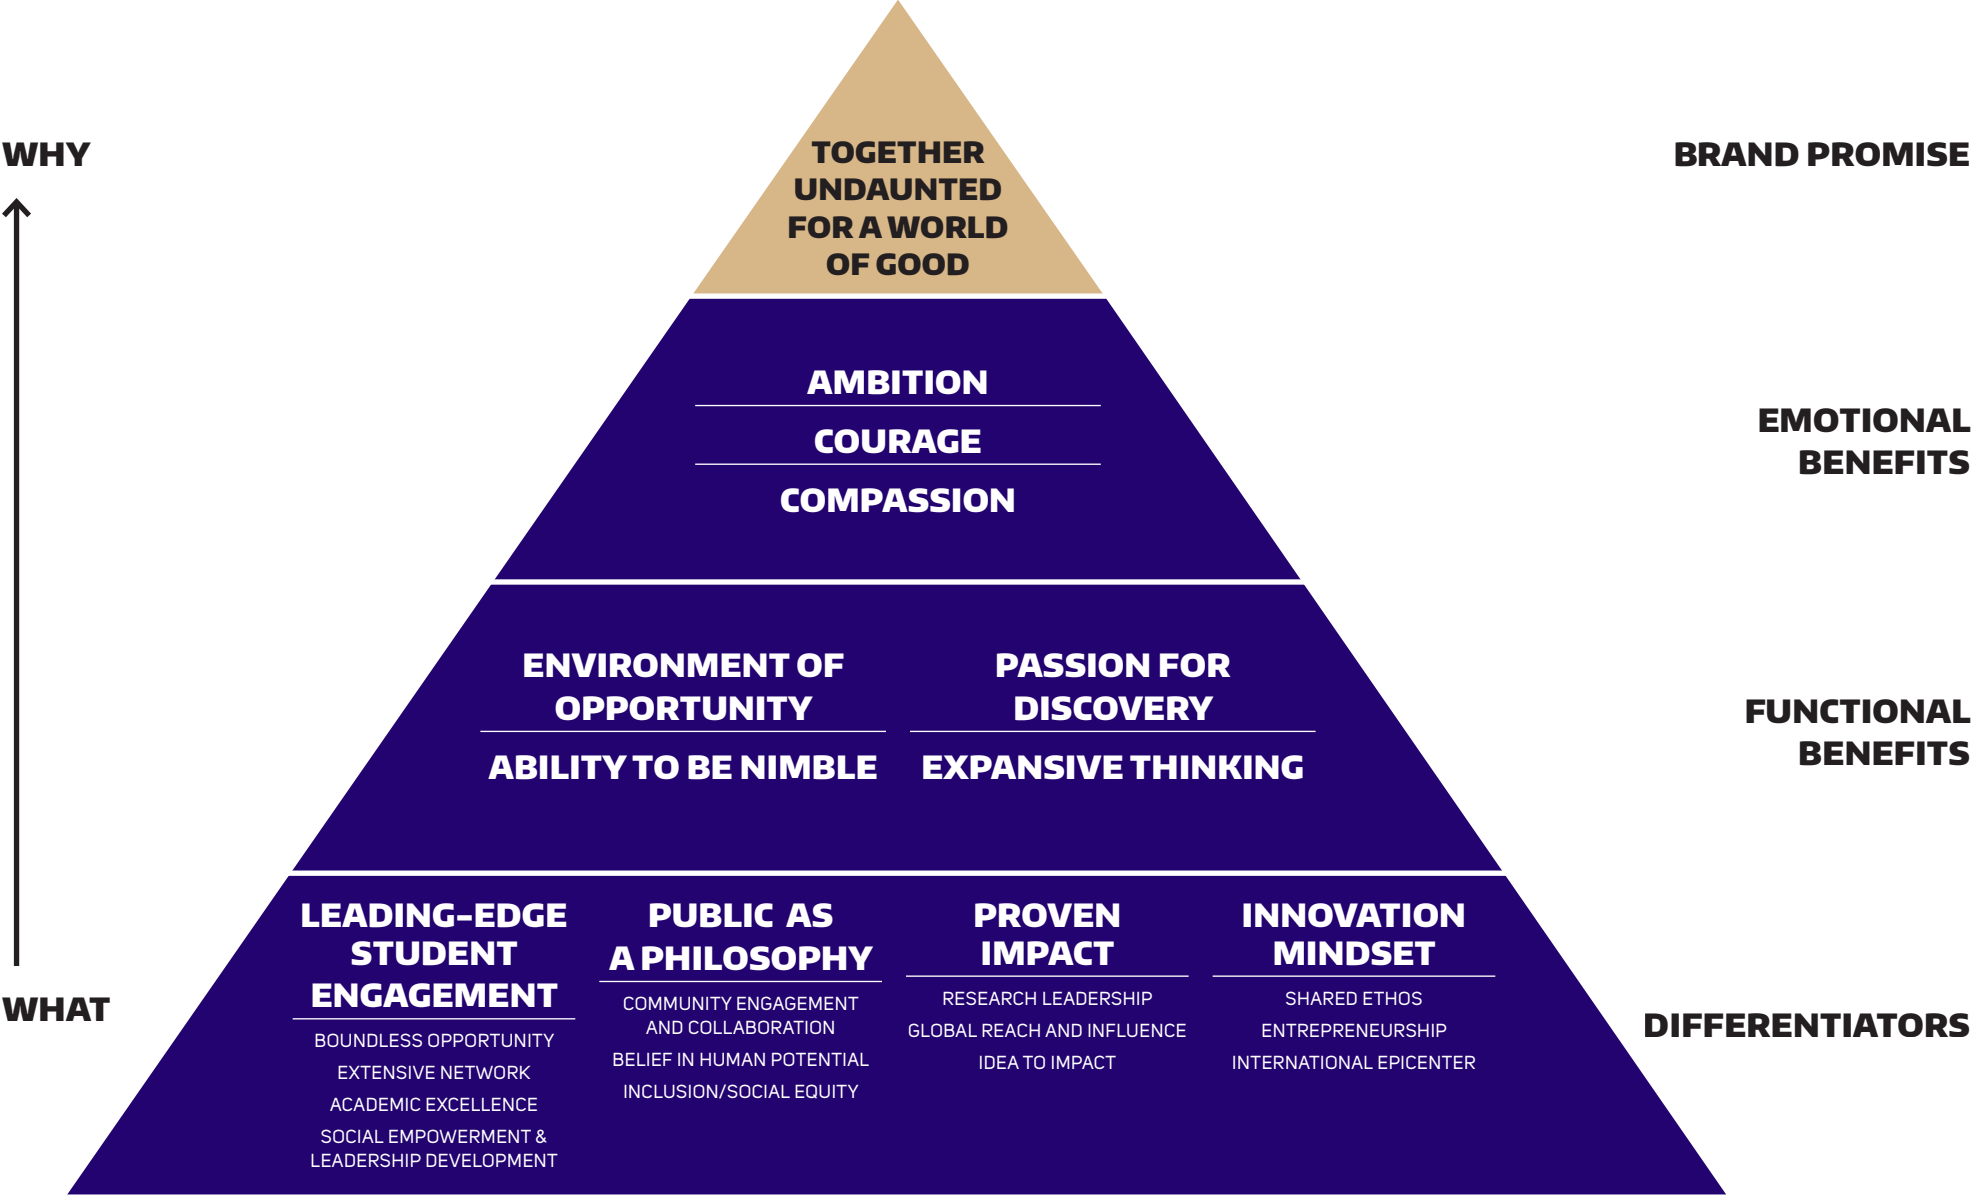 WHY
BRAND PROMISE
TOGETHER
UNDAUNTED
FOR A WORLD
OF GOOD
AMBITION
COURAGE
COMPASSION
EMOTIONAL
BENEFITS
ENVIRONMENT OF
OPPORTUNITY
ABILITY TO BE NIMBLE
PASSION FOR
DISCOVERY
EXPANSIVE THINKING
FUNCTIONAL
BENEFITS
WHAT
LEADING-EDGE
STUDENT
ENGAGEMENT
BOUNDLESS OPPORTUNITY
EXTENSIVE NETWORK
ACADEMIC EXCELLENCE
SOCIAL EMPOWERMENT &
LEADERSHIP DEVELOPMENT
PUBLIC AS
A PHILOSOPHY
COMMUNITY ENGAGEMENT
AND COLLABORATION
BELIEF IN HUMAN POTENTIAL
INCLUSION/SOCIAL EQUITY
PROVEN
IMPACT
RESEARCH LEADERSHIP
GLOBAL REACH AND INFLUENCE
IDEA TO IMPACT
INNOVATION
MINDSET
SHARED ETHOS
ENTREPRENEURSHIP
INTERNATIONAL EPICENTER
DIFFERENTIATORS